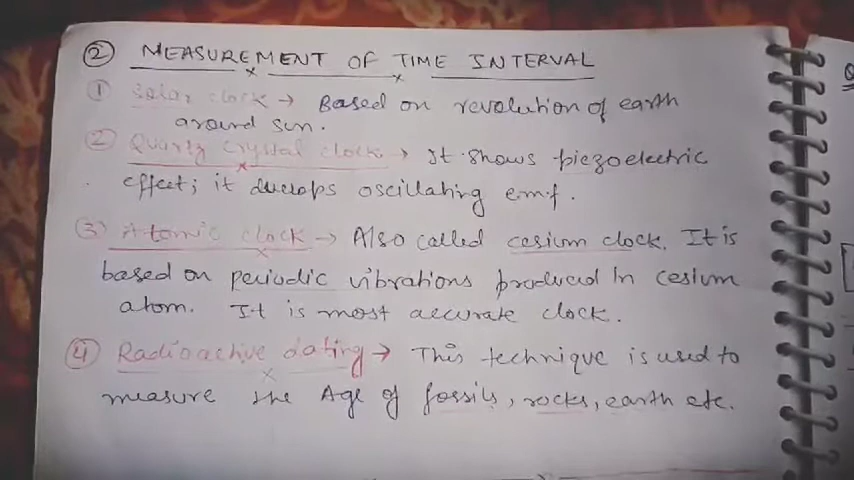 ② MEASUREMENT OF TIME INTERVAL
① Solar clock → Based on revolution of earth
around sun.
② Quartz crystal clock → It shows piezoelectric
effect; it develops oscillating e.m.f.
③ Atomic clock → Also called cesium clock. It is
based on periodic vibrations produced in cesium
atom. It is most accurate clock.
④ Radioactive dating → This technique is used to
measure the Age of fossils, rocks, earth etc.